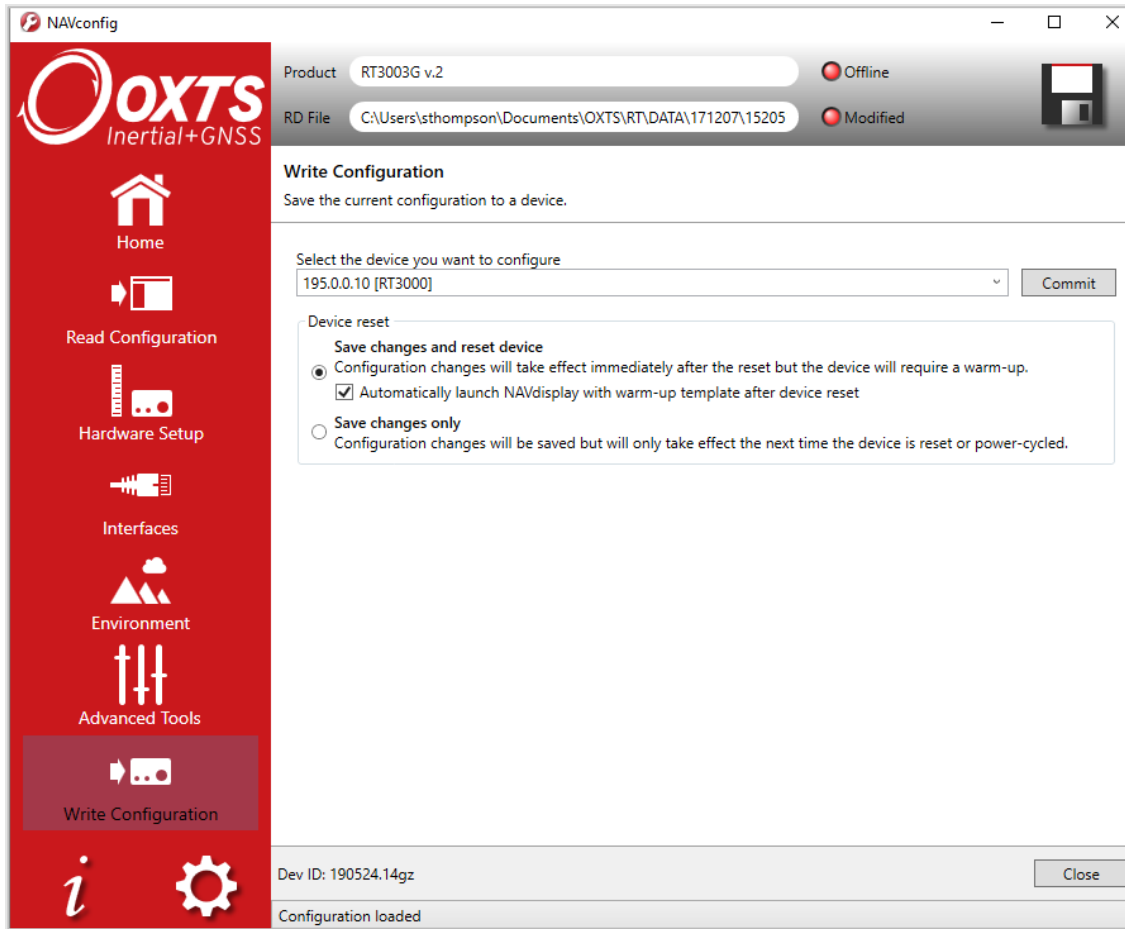 NAVconfig
OXTS
Inertial+GNSS
Product RT3003G v.2 Offline
RD File C:\Users\sthompson\Documents\OXTS\RT\DATA\171207\15205 Modified
Write Configuration
Save the current configuration to a device.
Home
Read Configuration
Hardware Setup
Interfaces
Environment
Advanced Tools
Write Configuration
Select the device you want to configure
195.0.0.10 [RT3000] Commit
Device reset
Save changes and reset device
Configuration changes will take effect immediately after the reset but the device will require a warm-up.
Automatically launch NAVdisplay with warm-up template after device reset
Save changes only
Configuration changes will be saved but will only take effect the next time the device is reset or power-cycled.
i
Dev ID: 190524.14gz Close
Configuration loaded